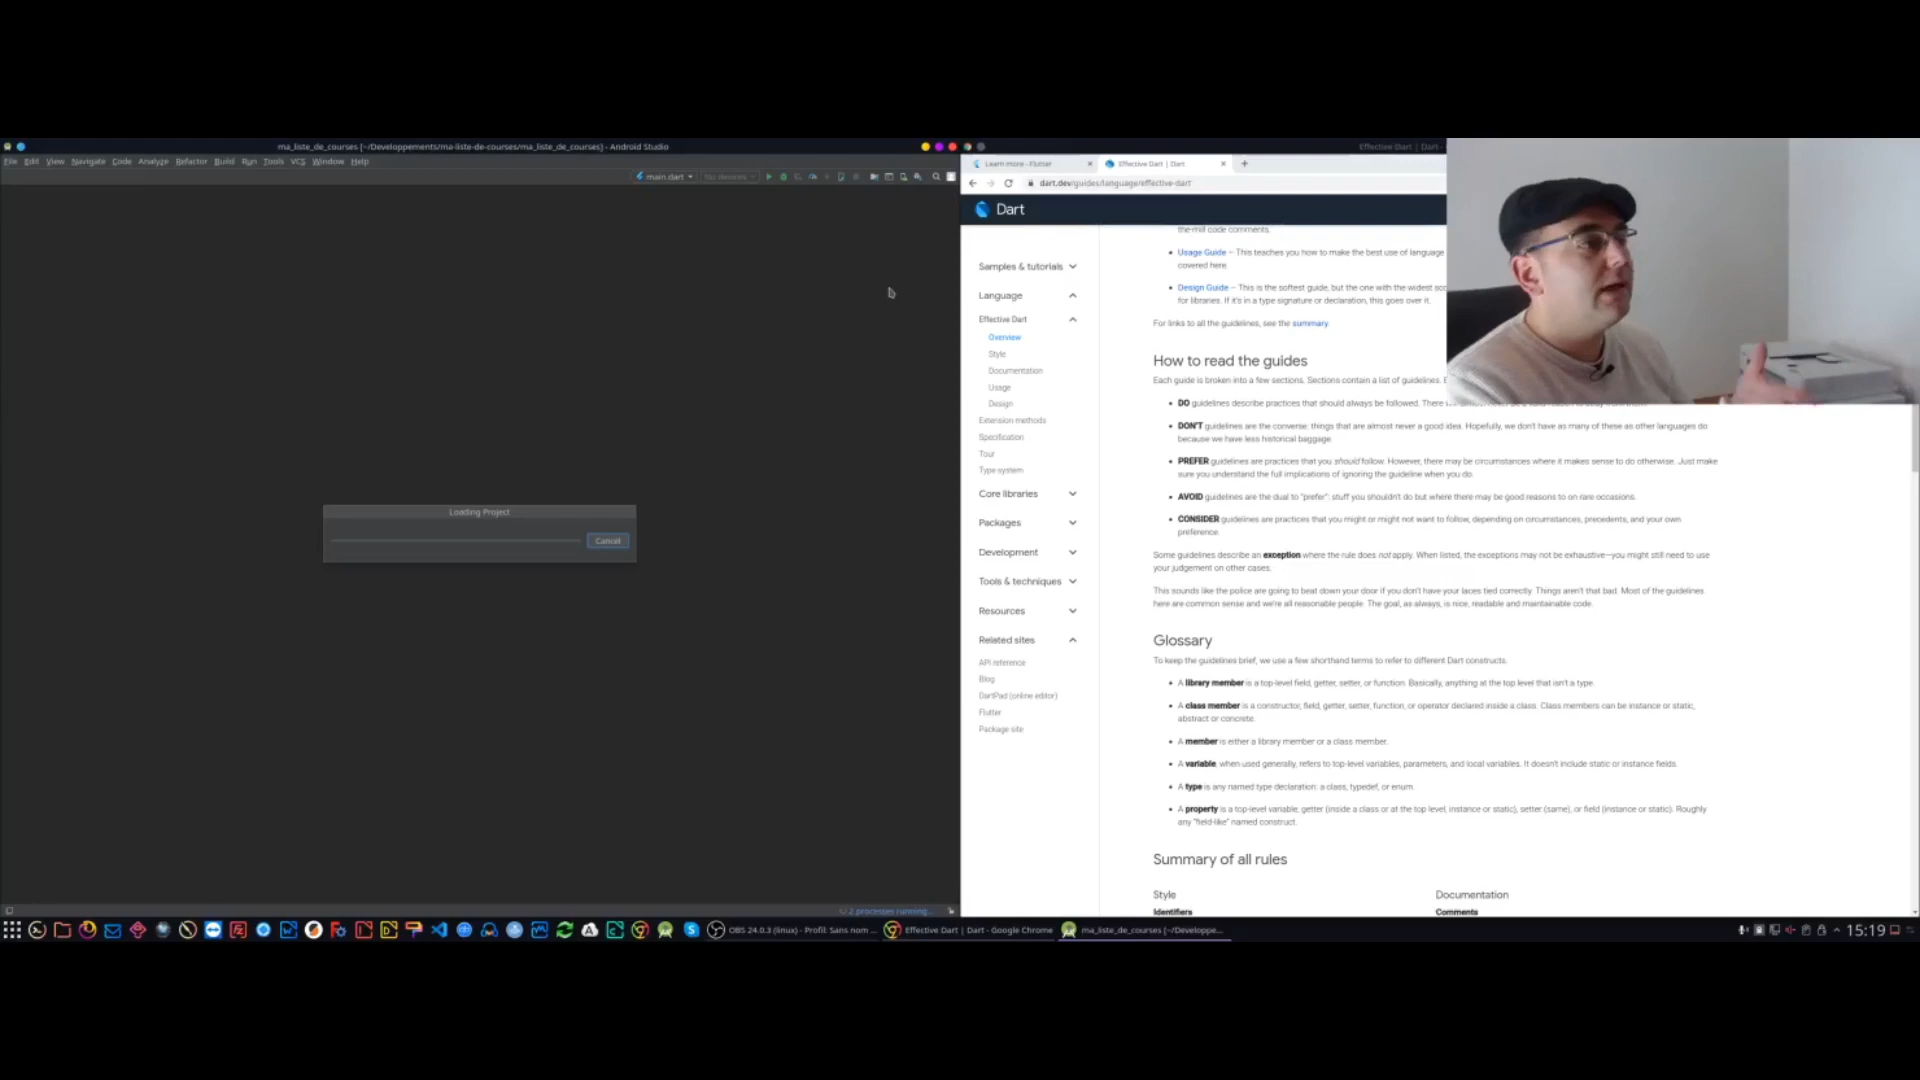 ma_liste_de_courses [~/Developpements/ma-liste-de-courses/ma_liste_de_courses] - Android Studio
File Edit View Navigate Code Analyze Refactor Build Run Tools VCS Window Help
main.dart
No devices
Loading Project
Cancel
2 processes running...
Effective Dart | Dart -
Learn more - Flutter
Effective Dart | Dart
dart.dev/guides/language/effective-dart
Dart
Samples & tutorials
Language
Effective Dart
Overview
Style
Documentation
Usage
Design
Extension methods
Specification
Tour
Type system
Core libraries
Packages
Development
Tools & techniques
Resources
Related sites
API reference
Blog
DartPad (online editor)
Flutter
Package site
the-mill code comments.
Usage Guide – This teaches you how to make the best use of language
covered here.
Design Guide – This is the softest guide, but the one with the widest sco
for libraries. If it's in a type signature or declaration, this goes over it.
For links to all the guidelines, see the summary
How to read the guides
Each guide is broken into a few sections. Sections contain a list of guidelines.
DO guidelines describe practices that should always be followed. There
DON'T guidelines are the converse: things that are almost never a good idea. Hopefully, we don't have as many of these as other languages do
because we have less historical baggage.
PREFER guidelines are practices that you should follow. However, there may be circumstances where it makes sense to do otherwise. Just make
sure you understand the full implications of ignoring the guideline when you do.
AVOID guidelines are the dual to "prefer": stuff you shouldn't do but where there may be good reasons to on rare occasions.
CONSIDER guidelines are practices that you might or might not want to follow, depending on circumstances, precedents, and your own
preference.
Some guidelines describe an exception where the rule does not apply. When listed, the exceptions may not be exhaustive—you might still need to use
your judgement on other cases.
This sounds like the police are going to beat down your door if you don't have your laces tied correctly. Things aren't that bad. Most of the guidelines
here are common sense and we're all reasonable people. The goal, as always, is nice, readable and maintainable code.
Glossary
To keep the guidelines brief, we use a few shorthand terms to refer to different Dart constructs.
A library member is a top-level field, getter, setter, or function. Basically, anything at the top level that isn't a type.
A class member is a constructor, field, getter, setter, function, or operator declared inside a class. Class members can be instance or static,
abstract or concrete.
A member is either a library member or a class member.
A variable, when used generally, refers to top-level variables, parameters, and local variables. It doesn't include static or instance fields.
A type is any named type declaration: a class, typedef, or enum.
A property is a top-level variable, getter (inside a class or at the top level, instance or static), setter (same), or field (instance or static). Roughly
any "field-like" named construct.
Summary of all rules
Style
Documentation
Identifiers
Comments
OBS 24.0.3 (linux) - Profil: Sans nom ...
Effective Dart | Dart - Google Chrome
ma_liste_de_courses [~/Developpe...
15:19